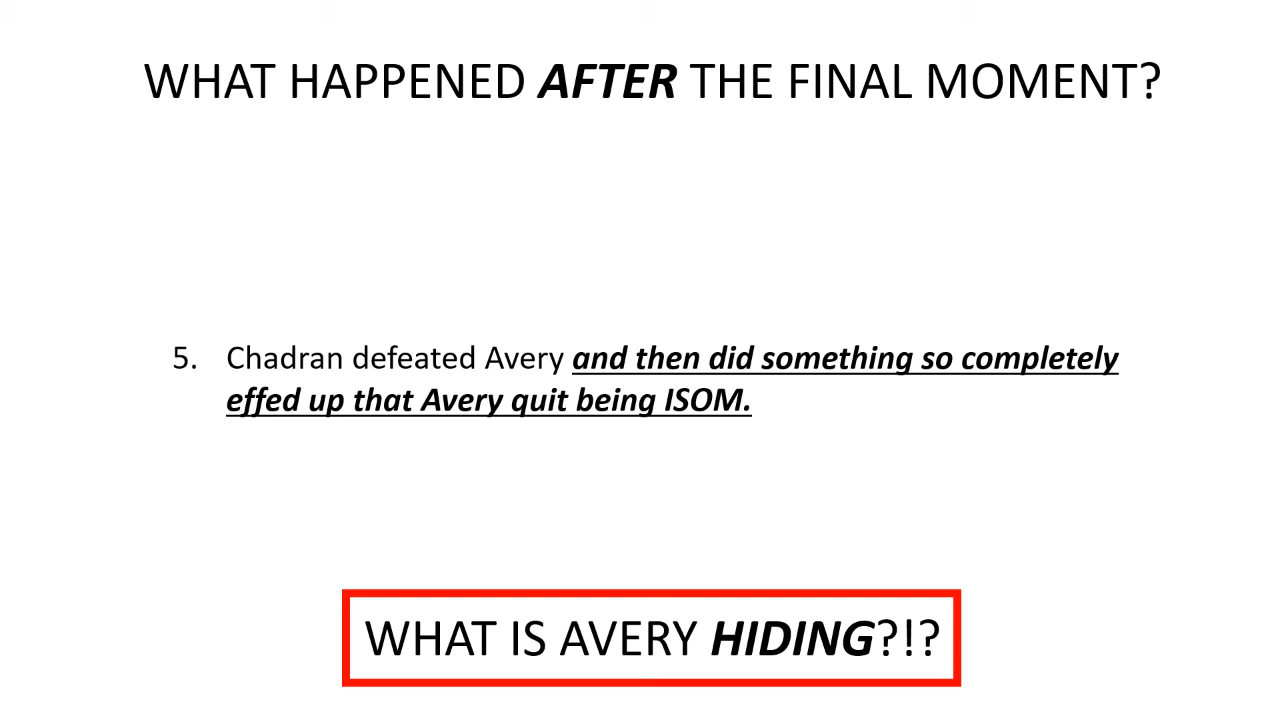 WHAT HAPPENED AFTER THE FINAL MOMENT?
5. Chadran defeated Avery and then did something so completely
effed up that Avery quit being ISOM.
WHAT IS AVERY HIDING?!?